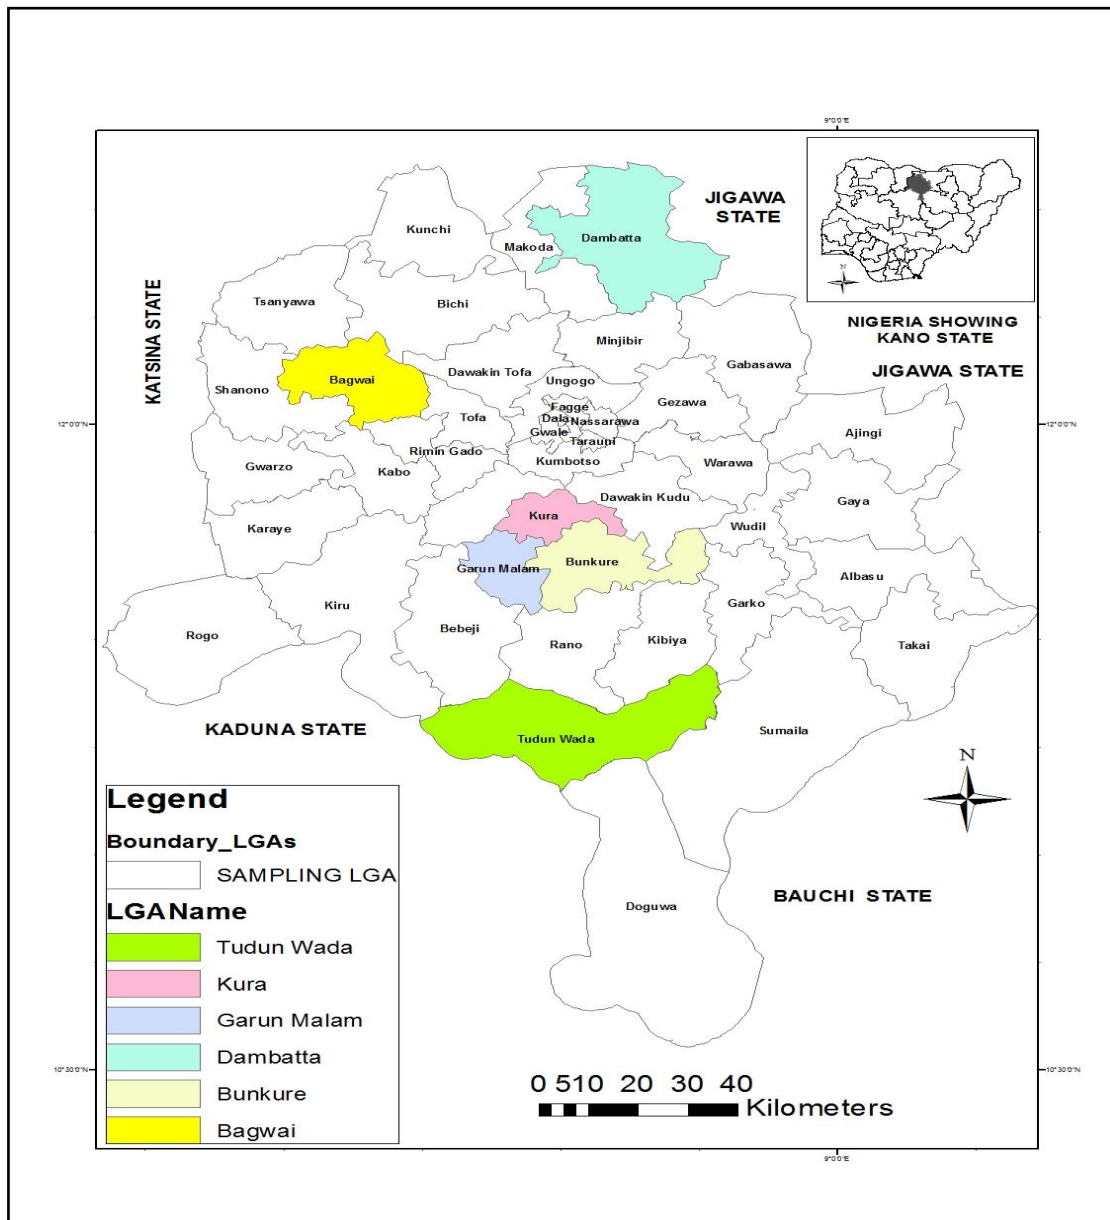 9°0'0"E
JIGAWA
STATE
Kunchi
Makoda
Dambatta
N
Tsanyawa
Bichi
KATSINA STATE
NIGERIA SHOWING
KANO STATE
JIGAWA STATE
Minjibir
Gabasawa
Dawakin Tofa
Bagwai
Ungogo
Shanono
Gezawa
Fagge
Tofa
Dala
Nassarawa
12°0'0"N
12°0'0"N
Gwale
Ajingi
Tarauni
Rimin Gado
Kumbotso
Warawa
Gwarzo
Kabo
Dawakin Kudu
Gaya
Kura
Wudil
Karaye
Bunkure
Garun Malam
Albasu
Kiru
Garko
Rogo
Bebeji
Rano
Kibiya
Takai
KADUNA STATE
Sumaila
Tudun Wada
N
Legend
Boundary_LGAs
SAMPLING LGA
BAUCHI STATE
Doguwa
LGAName
Tudun Wada
Kura
Garun Malam
Dambatta
Bunkure
Bagwai
10°30'0"N
10°30'0"N
0 5 10 20 30 40
Kilometers
9°0'0"E